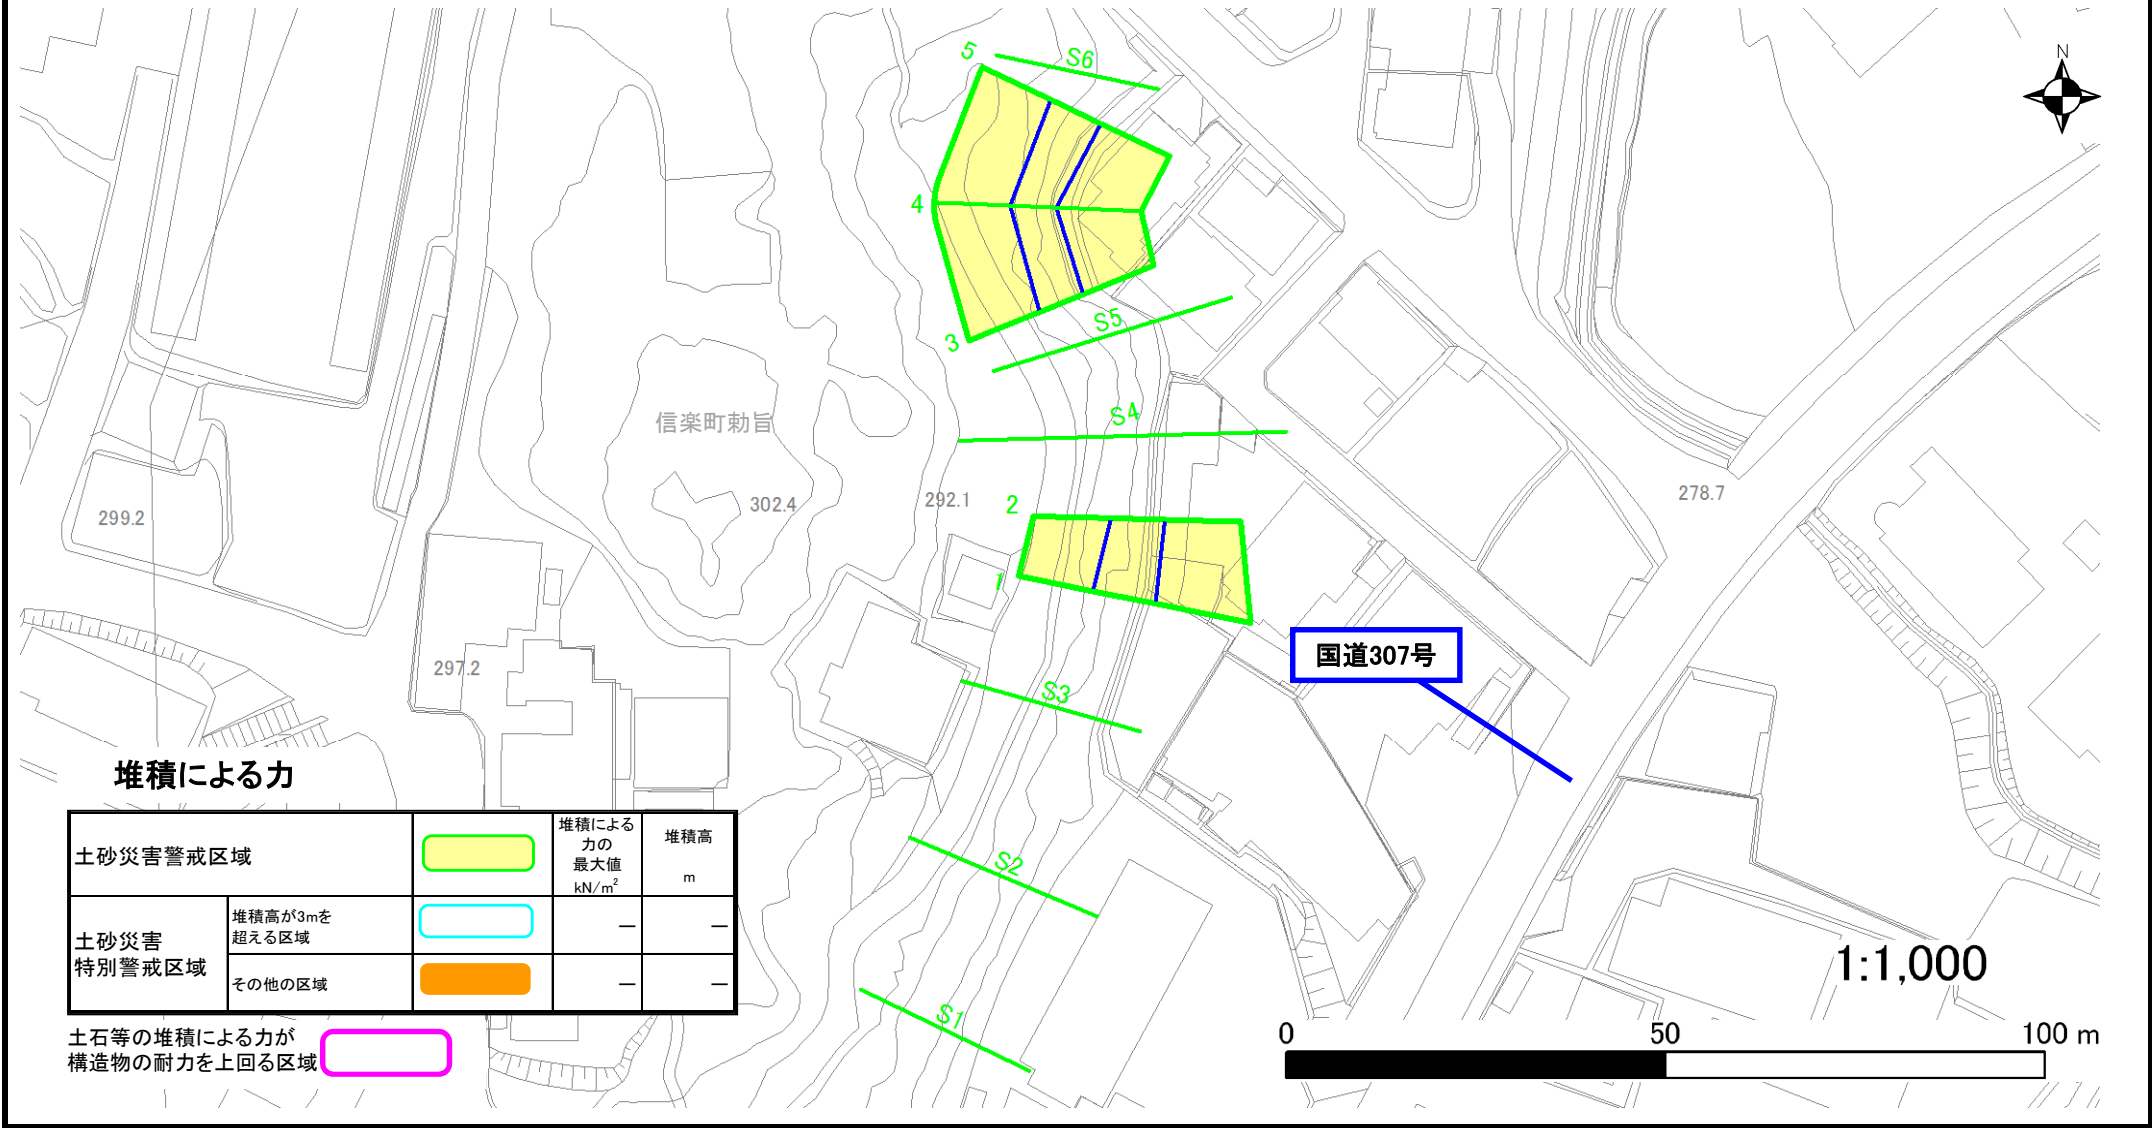 5
S6
N
4
3
S5
信楽町勅旨
S4
299.2
302.4
292.1
2
278.7
1
297.2
S3
国道307号
S2
S1
堆積による力
土砂災害警戒区域
堆積による
力の
最大値
kN/m²
堆積高
m
土砂災害
特別警戒区域
堆積高が3mを
超える区域
―
―
その他の区域
―
―
土石等の堆積による力が
構造物の耐力を上回る区域
1:1,000
0
50
100 m